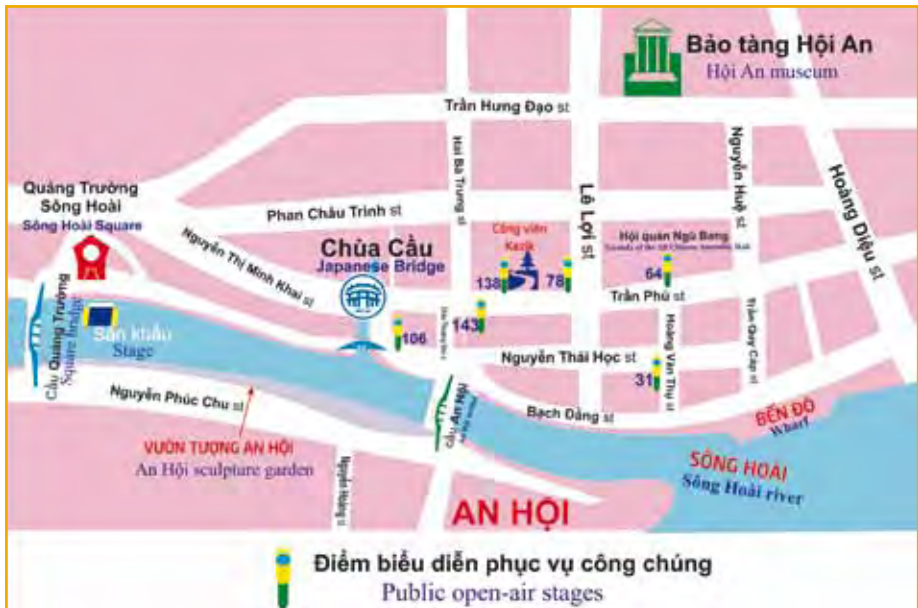 Bảo tàng Hội An
Hội An museum
Trần Hưng Đạo st
Hai Bà Trưng st
Lê Lợi st
Nguyễn Huệ st
Hoàng Diệu st
Quảng Trường
Sông Hoài
Sông Hoài Square
Phan Châu Trinh st
Nguyễn Thị Minh Khai st
Chùa Cầu
Japanese Bridge
Công viên
Kazik
138
78
Hội quán Ngũ Bang
64
Trần Phú st
Cầu Quảng Trường
Square bridge
Sân khấu
Stage
106
143
Nguyễn Thái Học st
Hoàng Văn Thụ st
Trần Quý Cáp st
31
Nguyễn Phúc Chu st
Cầu An Hội
Bạch Đằng st
BẾN ĐÒ
Wharf
VƯỜN TƯỢNG AN HỘI
An Hội sculpture garden
Nguyễn Hoàng st
SÔNG HOÀI
Sông Hoài river
AN HỘI
Điểm biểu diễn phục vụ công chúng
Public open-air stages